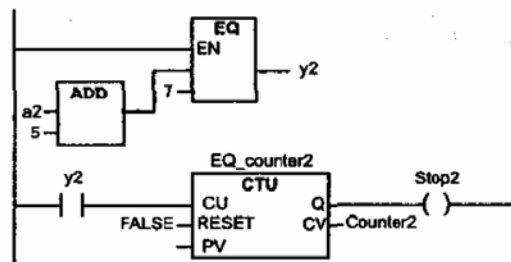 EQ
EN
y2
ADD
a2
5
7
EQ_counter2
y2
CTU
Stop2
CU
Q
FALSE
RESET
CV
Counter2
PV